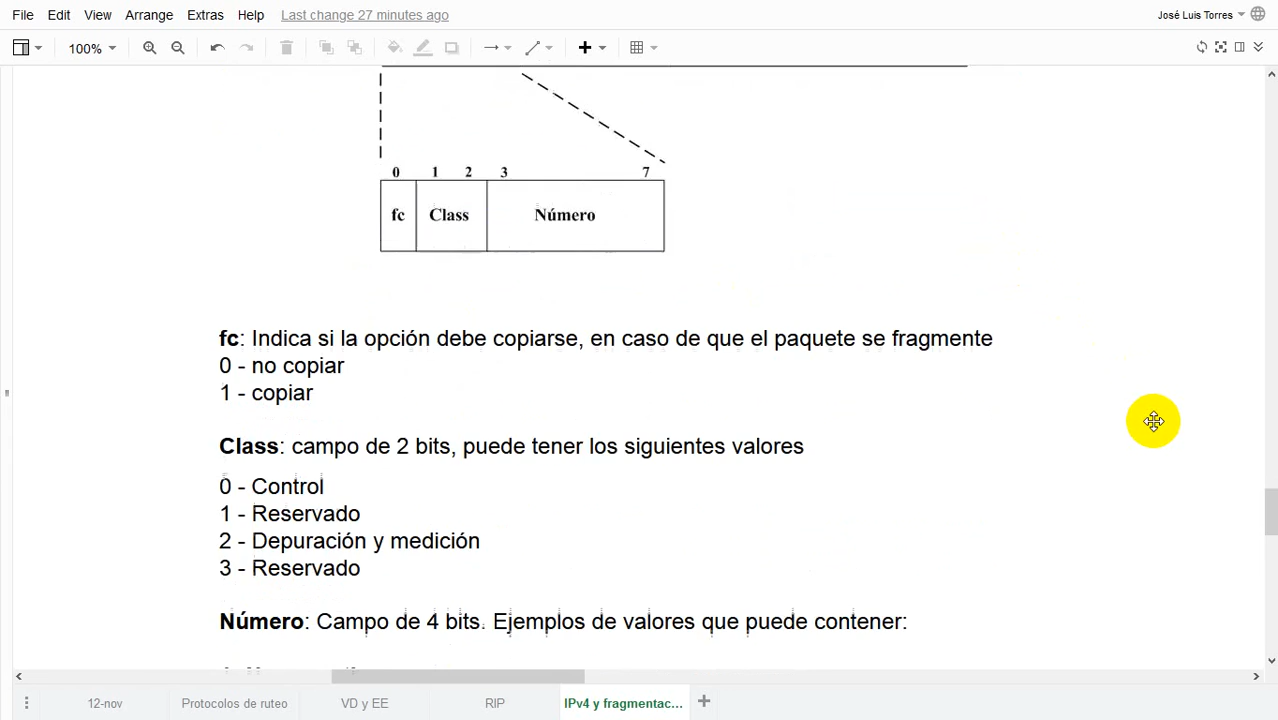 File Edit View Arrange Extras Help Last change 27 minutes ago José Luis Torres
100%
0 1 2 3 7
fc Class Número
fc: Indica si la opción debe copiarse, en caso de que el paquete se fragmente
0 - no copiar
1 - copiar
Class: campo de 2 bits, puede tener los siguientes valores
0 - Control
1 - Reservado
2 - Depuración y medición
3 - Reservado
Número: Campo de 4 bits. Ejemplos de valores que puede contener:
12-nov Protocolos de ruteo VD y EE RIP IPv4 y fragmentac...